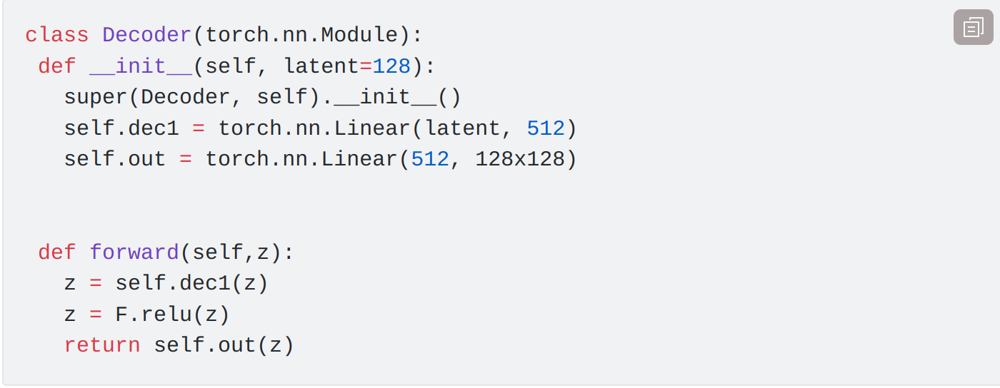 class Decoder(torch.nn.Module):
 def __init__(self, latent=128):
   super(Decoder, self).__init__()
   self.dec1 = torch.nn.Linear(latent, 512)
   self.out = torch.nn.Linear(512, 128x128)
 def forward(self,z):
   z = self.dec1(z)
   z = F.relu(z)
   return self.out(z)